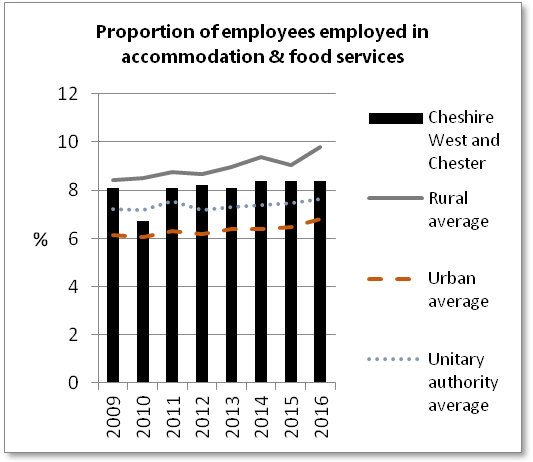 Proportion of employees employed in
accommodation & food services
12
10
8
6
4
2
0
%
2009
2010
2011
2012
2013
2014
2015
2016
Cheshire
West and
Chester
Rural
average
Urban
average
Unitary
authority
average